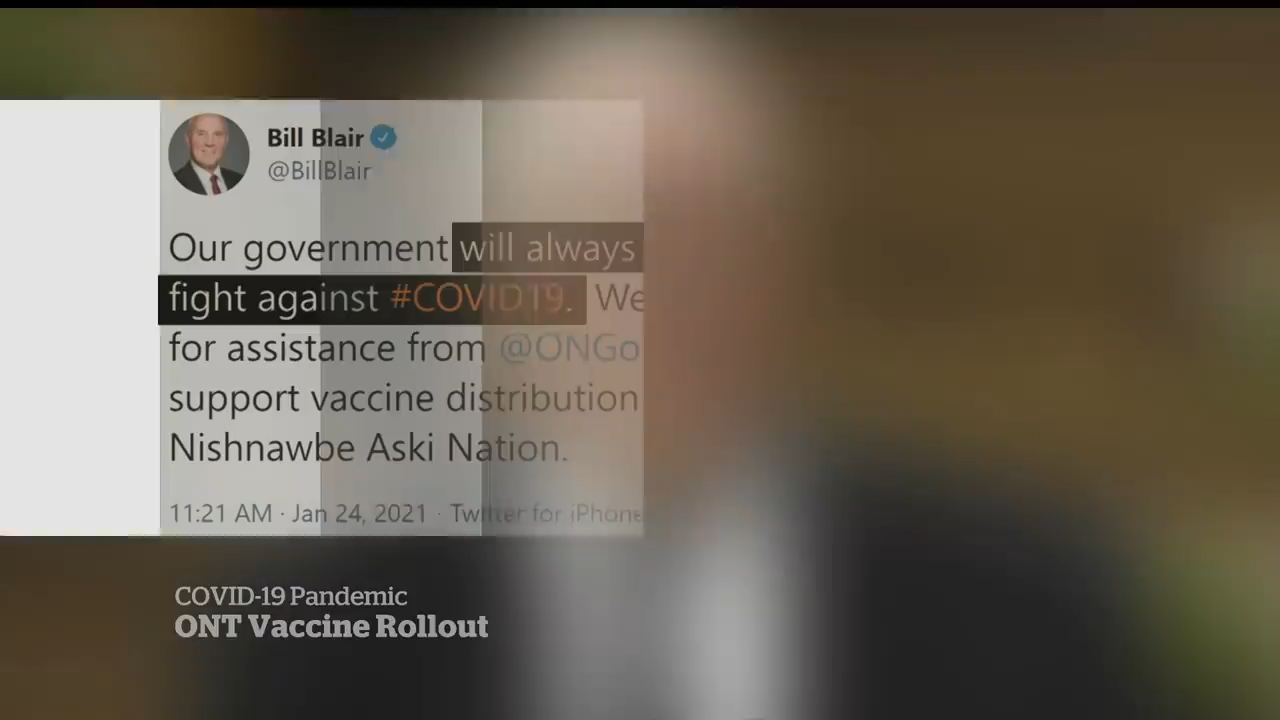 Bill Blair
@BillBlair
Our government will always
fight against #COVID19. We
for assistance from @ONGo
support vaccine distribution
Nishnawbe Aski Nation.
11:21 AM · Jan 24, 2021 · Twitter for iPhone
COVID-19 Pandemic
ONT Vaccine Rollout